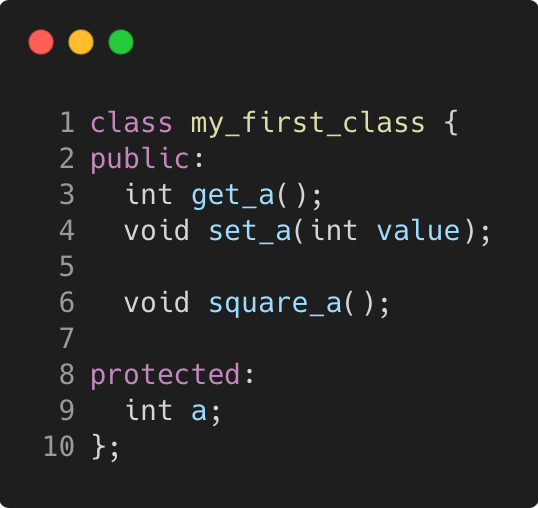 1 class my_first_class {
2 public:
3   int get_a();
4   void set_a(int value);
5
6   void square_a();
7
8 protected:
9   int a;
10 };